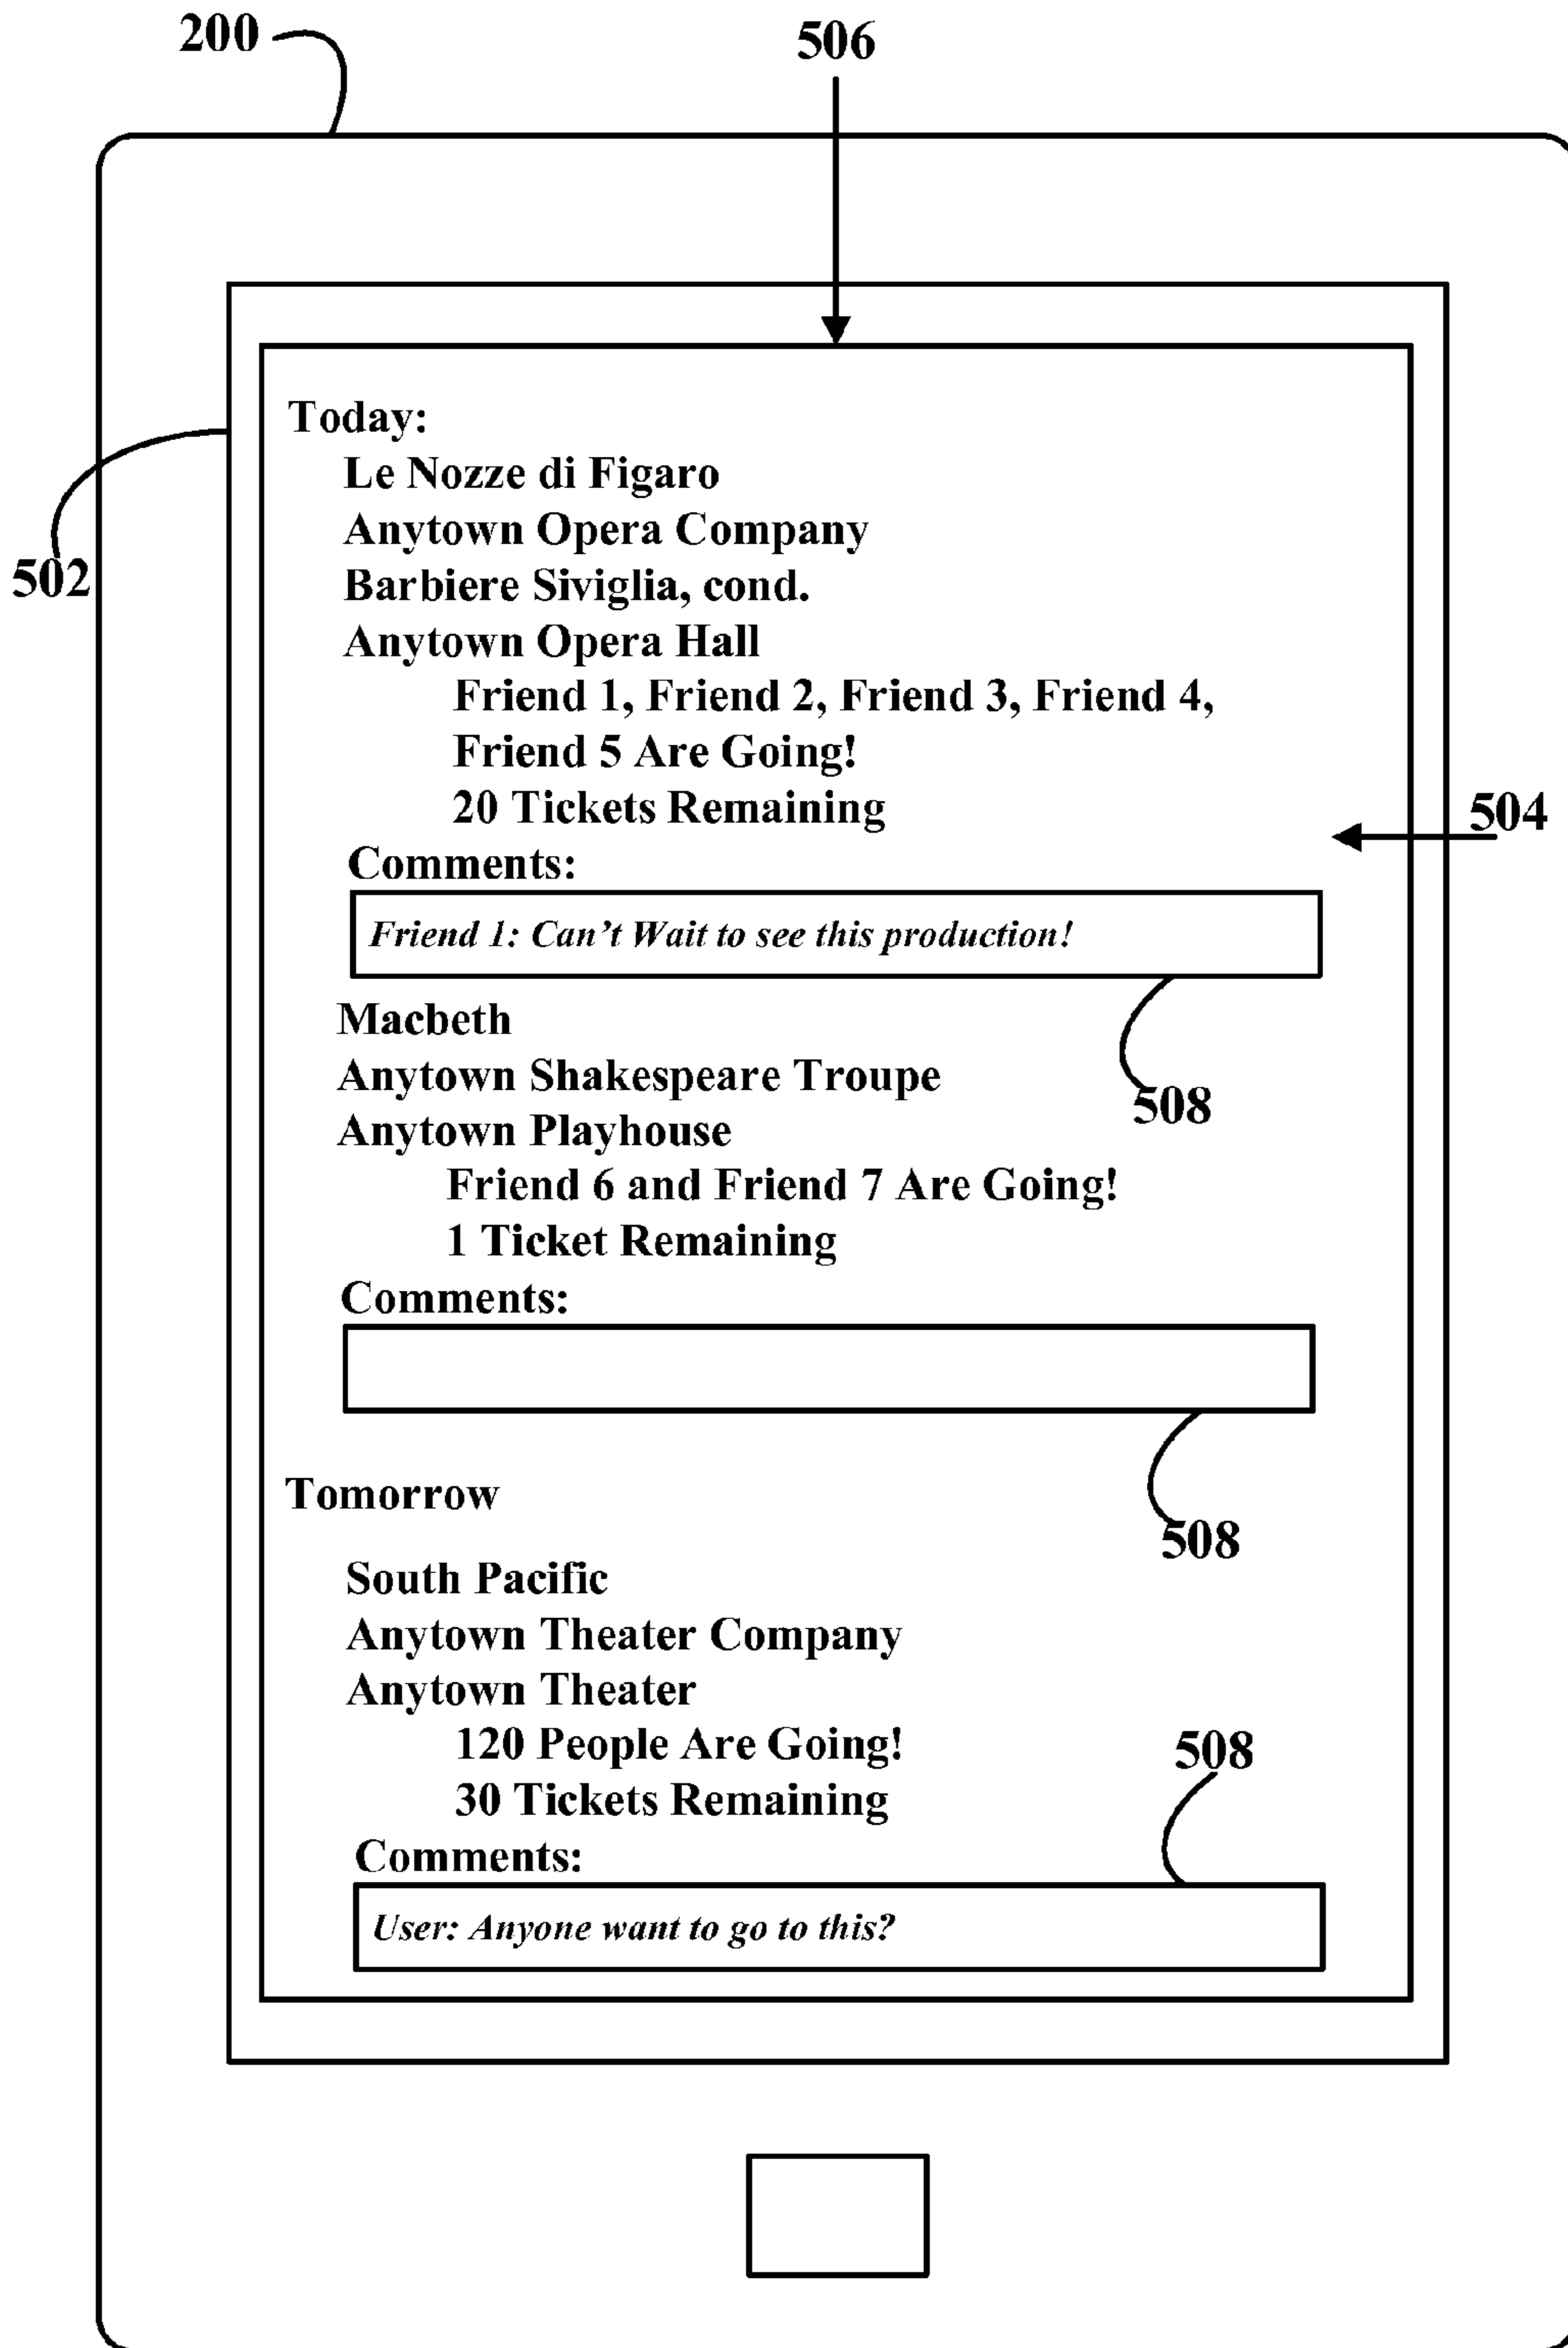 200
506
Today:
Le Nozze di Figaro
Anytown Opera Company
502
Barbiere Siviglia, cond.
Anytown Opera Hall
Friend 1, Friend 2, Friend 3, Friend 4,
Friend 5 Are Going!
20 Tickets Remaining
504
Comments:
Friend 1: Can't Wait to see this production!
Macbeth
Anytown Shakespeare Troupe
508
Anytown Playhouse
Friend 6 and Friend 7 Are Going!
1 Ticket Remaining
Comments:
Tomorrow
508
South Pacific
Anytown Theater Company
Anytown Theater
120 People Are Going!
508
30 Tickets Remaining
Comments:
User: Anyone want to go to this?